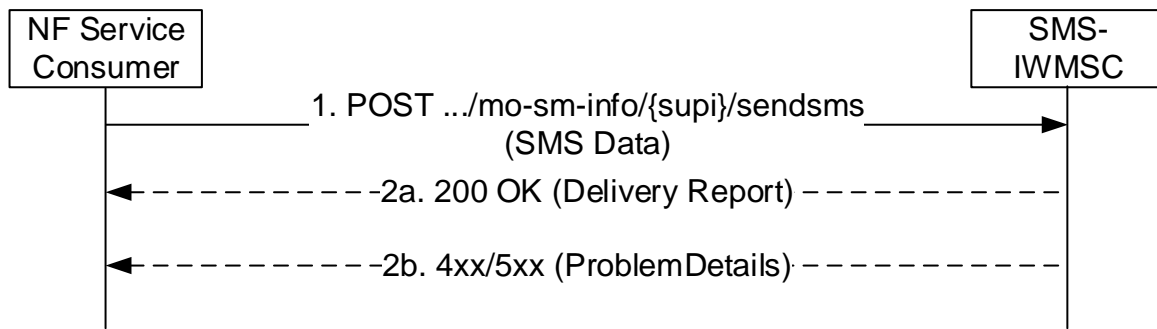 NF Service
Consumer
SMS-
IWMSC
1. POST .../mo-sm-info/{supi}/sendsms
(SMS Data)
2a. 200 OK (Delivery Report)
2b. 4xx/5xx (ProblemDetails)